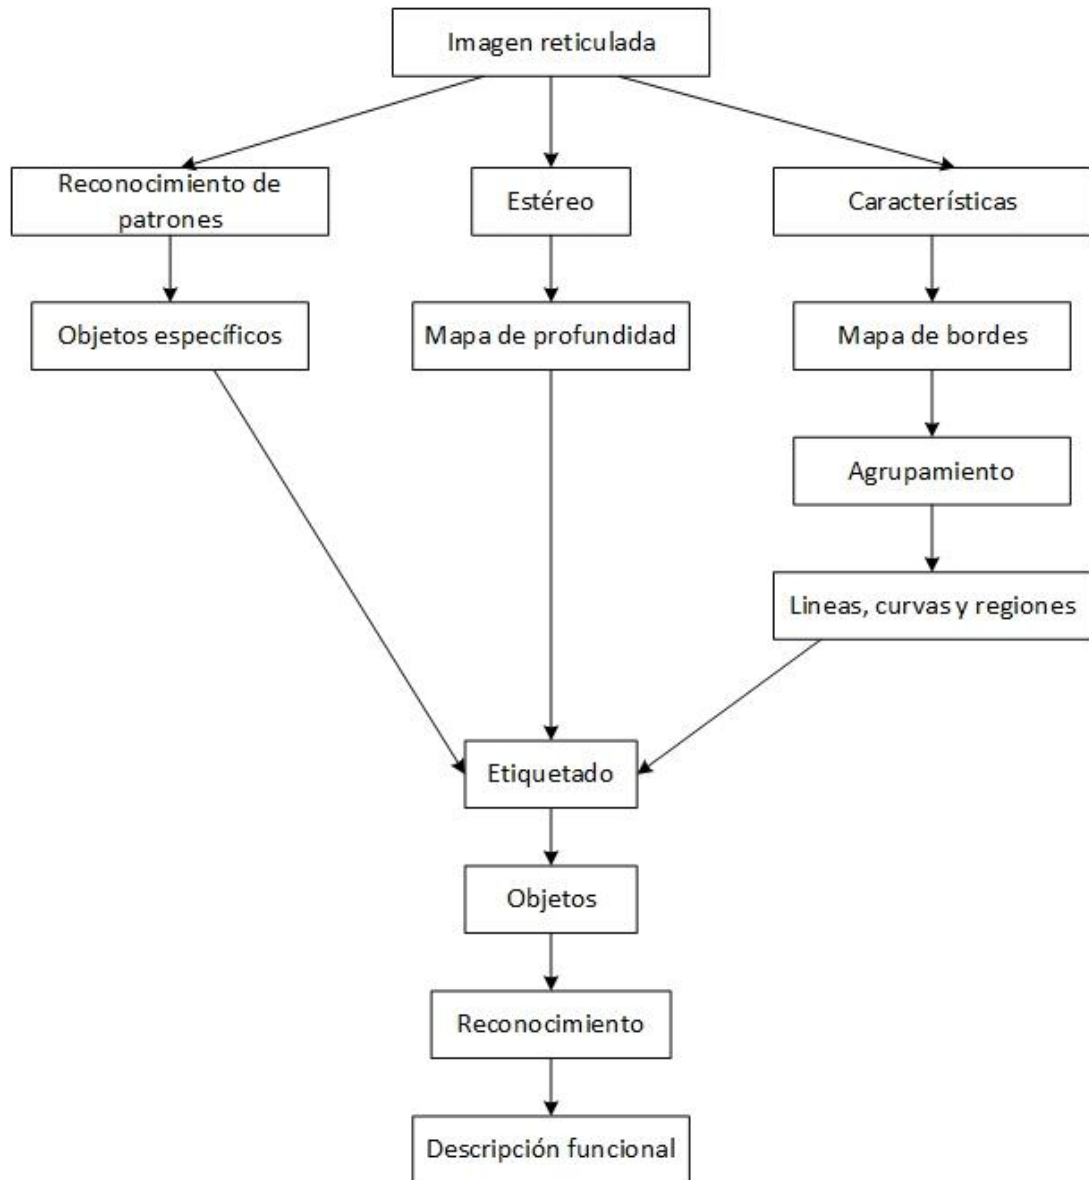 Imagen reticulada
Reconocimiento de
patrones
Estéreo
Característísticas
Objetos específicos
Mapa de profundidad
Mapa de bordes
Agrupamiento
Lineas, curvas y regiones
Etiquetado
Objetos
Reconocimiento
Descripción funcional